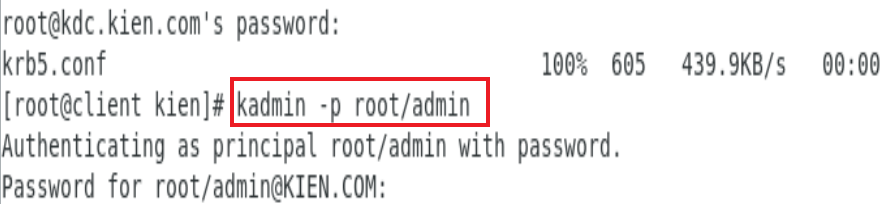 root@kdc.kien.com's password:
krb5.conf 100% 605 439.9KB/s 00:00
[root@client kien]# kadmin -p root/admin
Authenticating as principal root/admin with password.
Password for root/admin@KIEN.COM: